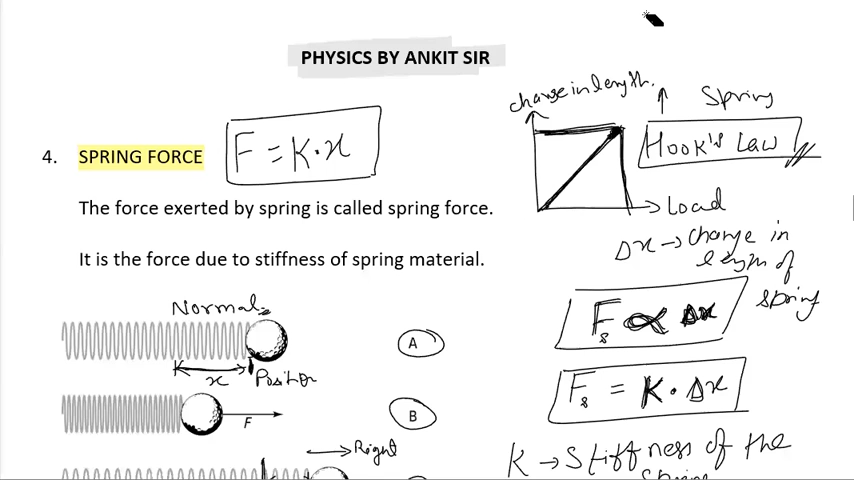 PHYSICS BY ANKIT SIR
4. SPRING FORCE
F = K·x
The force exerted by spring is called spring force.
It is the force due to stiffness of spring material.
Normal
x
Position
A
F
B
Right
change in length.
Spring
Hook's Law
Load
Δx → Change in
length of
spring
Fs ∝ Δx
Fs = K·Δx
K → Stiffness of the